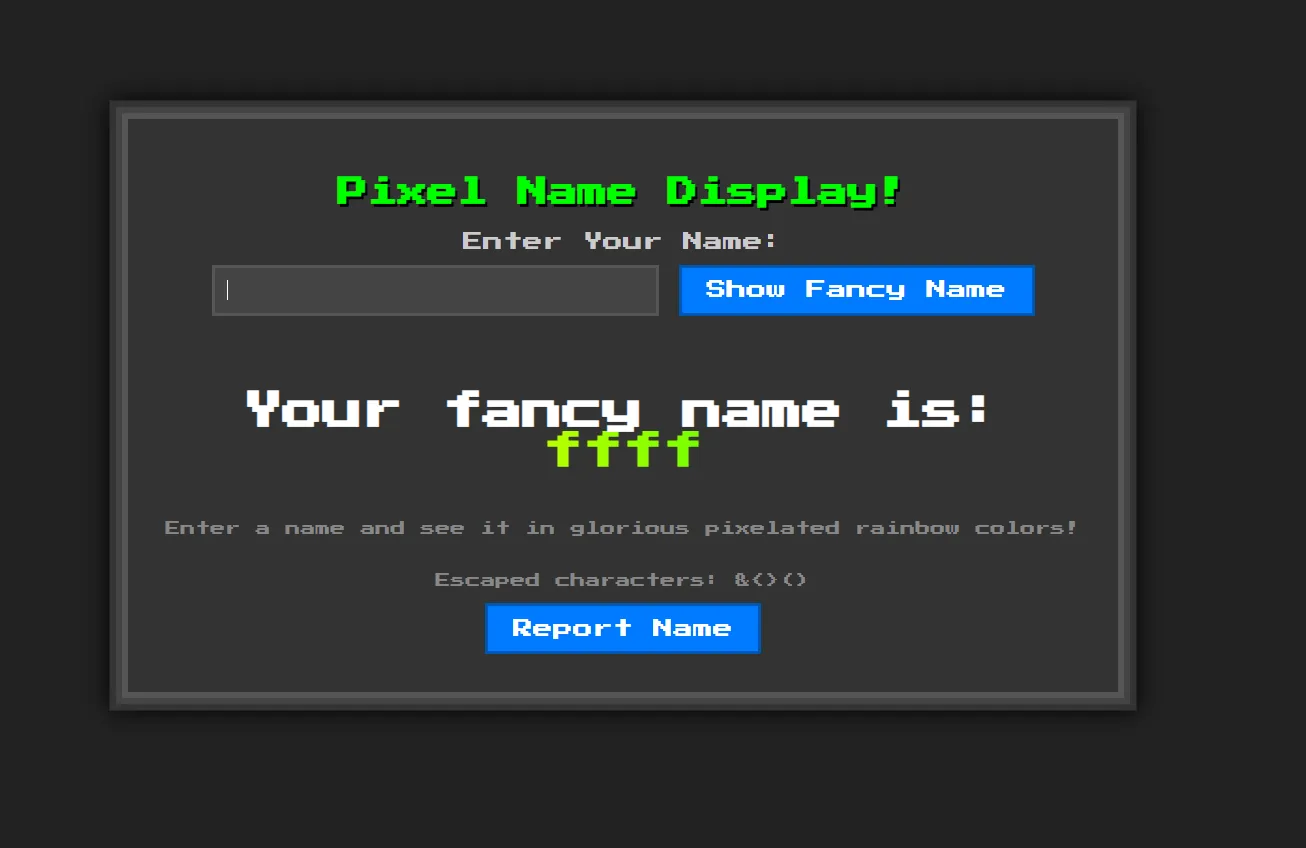 Pixel Name Display!
Enter Your Name:
Show Fancy Name
Your fancy name is:
ffff
Enter a name and see it in glorious pixelated rainbow colors!
Escaped characters: &<>()
Report Name